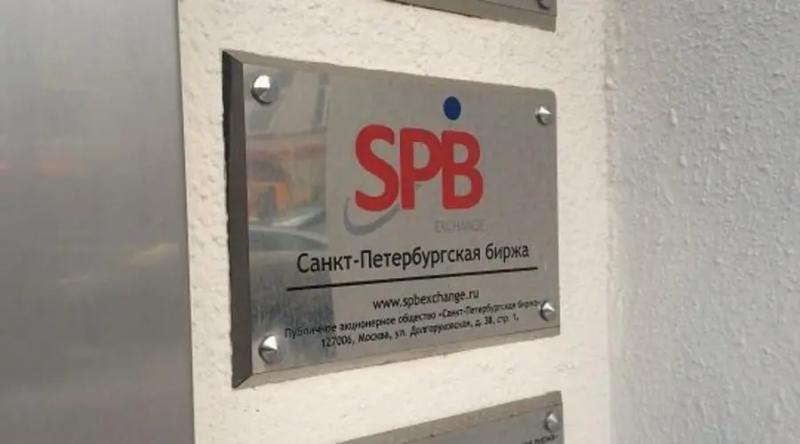 SPB
EXCHANGE
Санкт-Петербургская биржа
www.spbexchange.ru
Публичное акционерное общество «Санкт-Петербургская биржа»
127006, Москва, ул. Долгоруковская, д. 38, стр. 1,
биржа»